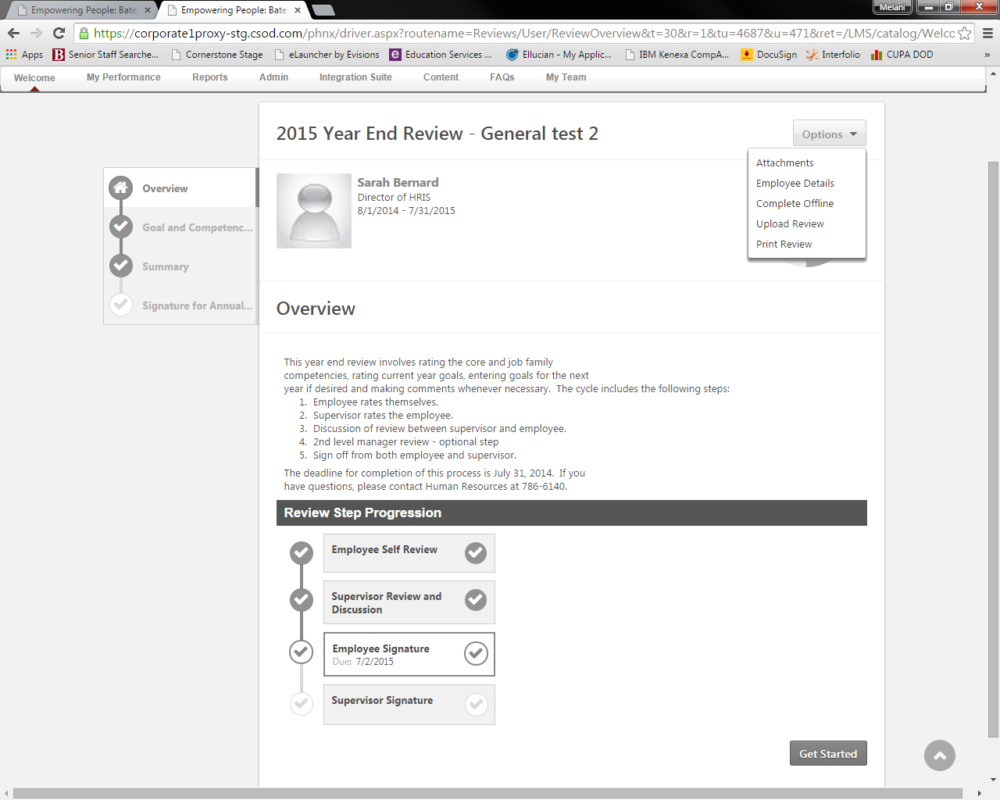 Empowering People: Bates
Empowering People: Bates
Melani
https://corporate1proxy-stg.csod.com/phnx/driver.aspx?routename=Reviews/User/ReviewOverview&t=30&r=1&tu=4687&u=471&ret=/LMS/catalog/Welcc
Apps
Senior Staff Searche...
Cornerstone Stage
eLauncher by Evisions
Education Services ...
Ellucian - My Applic...
IBM Kenexa CompA...
DocuSign
Interfolio
CUPA DOD
»
Welcome
My Performance
Reports
Admin
Integration Suite
Content
FAQs
My Team
2015 Year End Review - General test 2
Options
Attachments
Employee Details
Complete Offline
Upload Review
Print Review
Overview
Goal and Competenc...
Summary
Signature for Annual...
Sarah Bernard
Director of HRIS
8/1/2014 - 7/31/2015
Overview
This year end review involves rating the core and job family
competencies, rating current year goals, entering goals for the next
year if desired and making comments whenever necessary.  The cycle includes the following steps:
1. Employee rates themselves.
2. Supervisor rates the employee.
3. Discussion of review between supervisor and employee.
4. 2nd level manager review - optional step
5. Sign off from both employee and supervisor.
The deadline for completion of this process is July 31, 2014.  If you
have questions, please contact Human Resources at 786-6140.
Review Step Progression
Employee Self Review
Supervisor Review and
Discussion
Employee Signature
Due: 7/2/2015
Supervisor Signature
Get Started